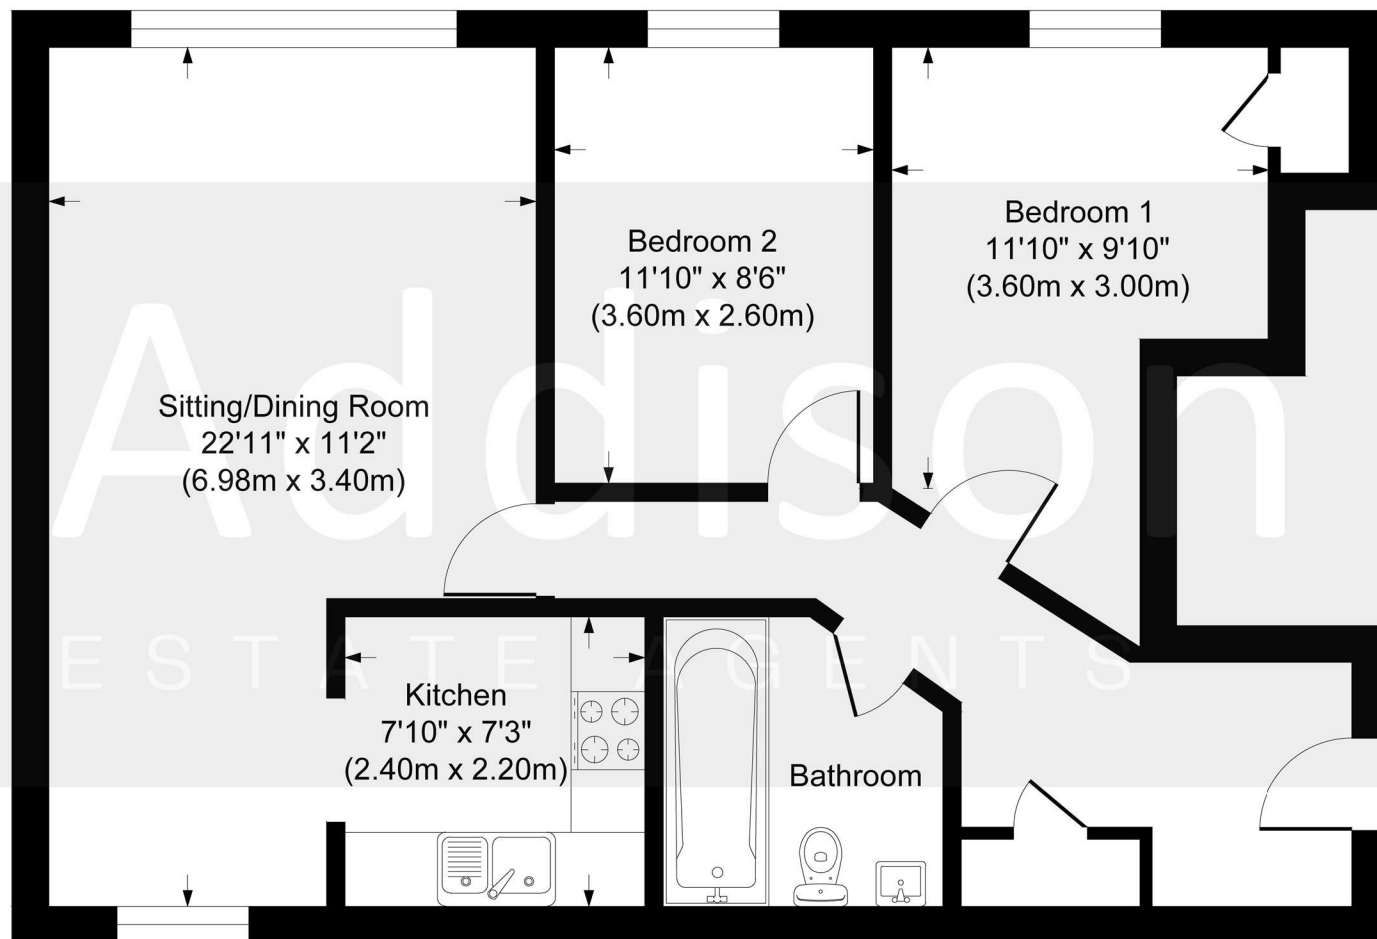 Bedroom 1
11'10" x 9'10"
(3.60m x 3.00m)
Bedroom 2
11'10" x 8'6"
(3.60m x 2.60m)
Sitting/Dining Room
22'11" x 11'2"
(6.98m x 3.40m)
Addison
ESTATE AGENTS
Kitchen
7'10" x 7'3"
(2.40m x 2.20m)
Bathroom